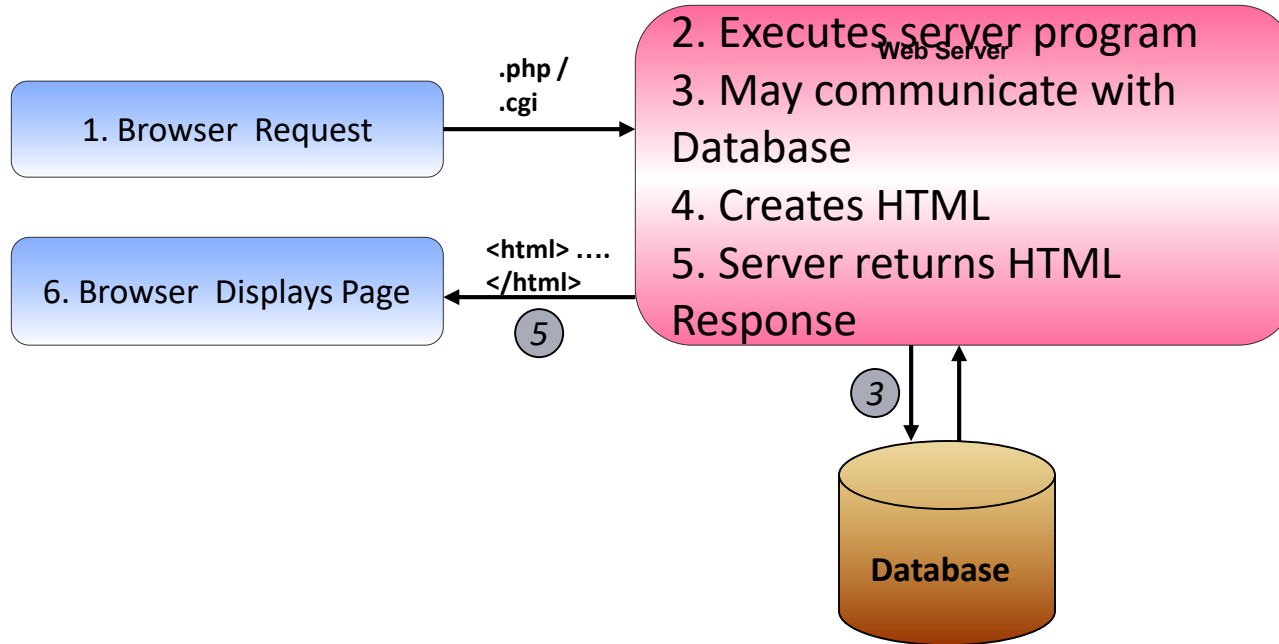 1. Browser Request
.php /
.cgi
Web Server
2. Executes server program
3. May communicate with
Database
4. Creates HTML
5. Server returns HTML
Response
<html> ....
</html>
5
6. Browser Displays Page
3
Database